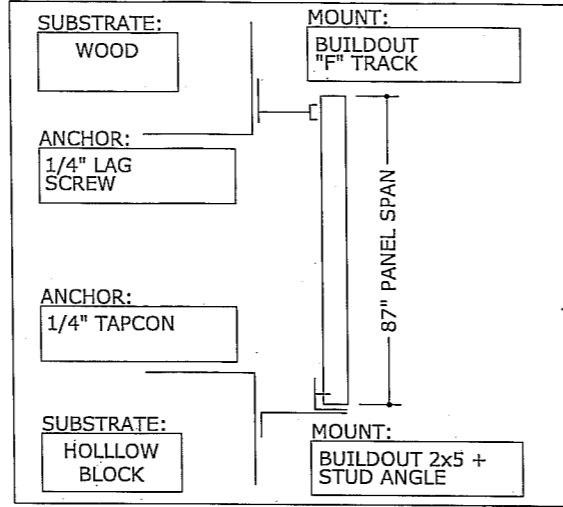 SUBSTRATE:
WOOD
MOUNT:
BUILDOUT
"F" TRACK
ANCHOR:
1/4" LAG
SCREW
87" PANEL SPAN
ANCHOR:
1/4" TAPCON
SUBSTRATE:
HOLLLOW
BLOCK
MOUNT:
BUILDOUT 2x5 +
STUD ANGLE